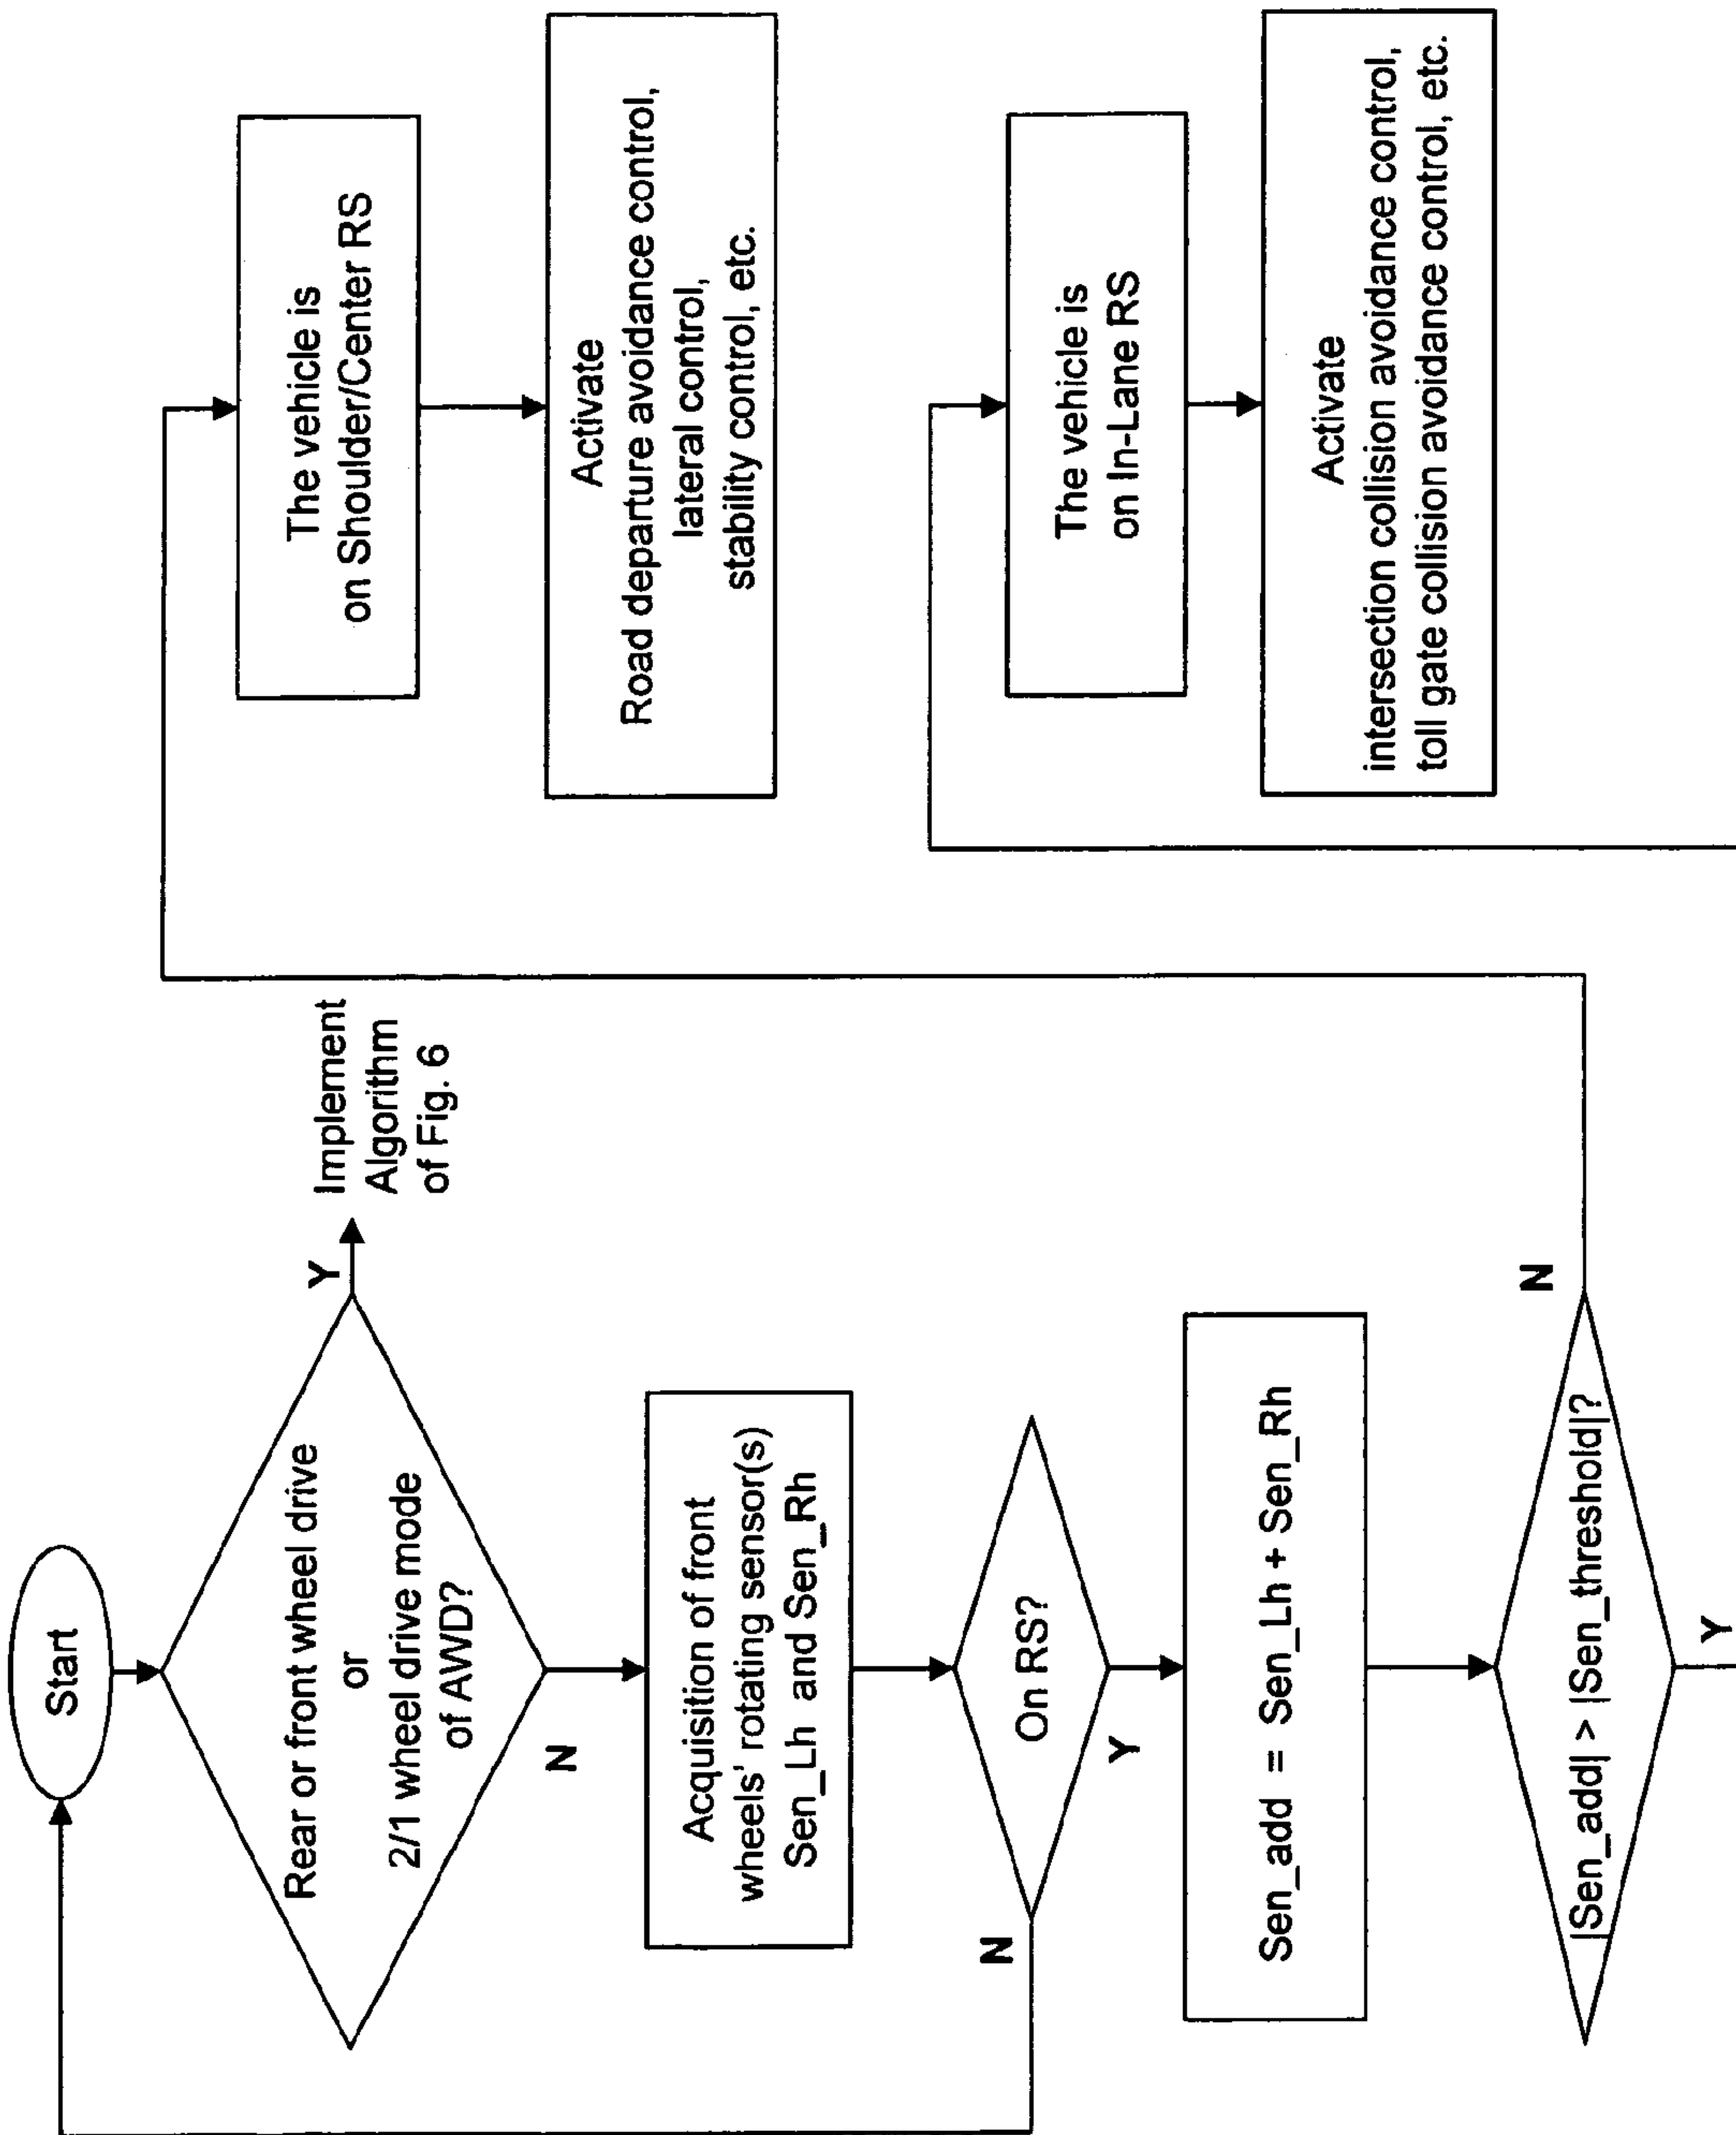 Start
Rear or front wheel drive
or
2/1 wheel drive mode
of AWD?
Y
Implement
Algorithm
of Fig. 6
N
Acquisition of front
wheels' rotating sensor(s)
Sen_Lh and Sen_Rh
On RS?
N
Y
Sen_add = Sen_Lh + Sen_Rh
|Sen_add| > |Sen_threshold|?
N
Y
The vehicle is
on Shoulder/Center RS
Activate
Road departure avoidance control,
lateral control,
stability control, etc.
The vehicle is
on In-Lane RS
Activate
intersection collision avoidance control,
toll gate collision avoidance control, etc.